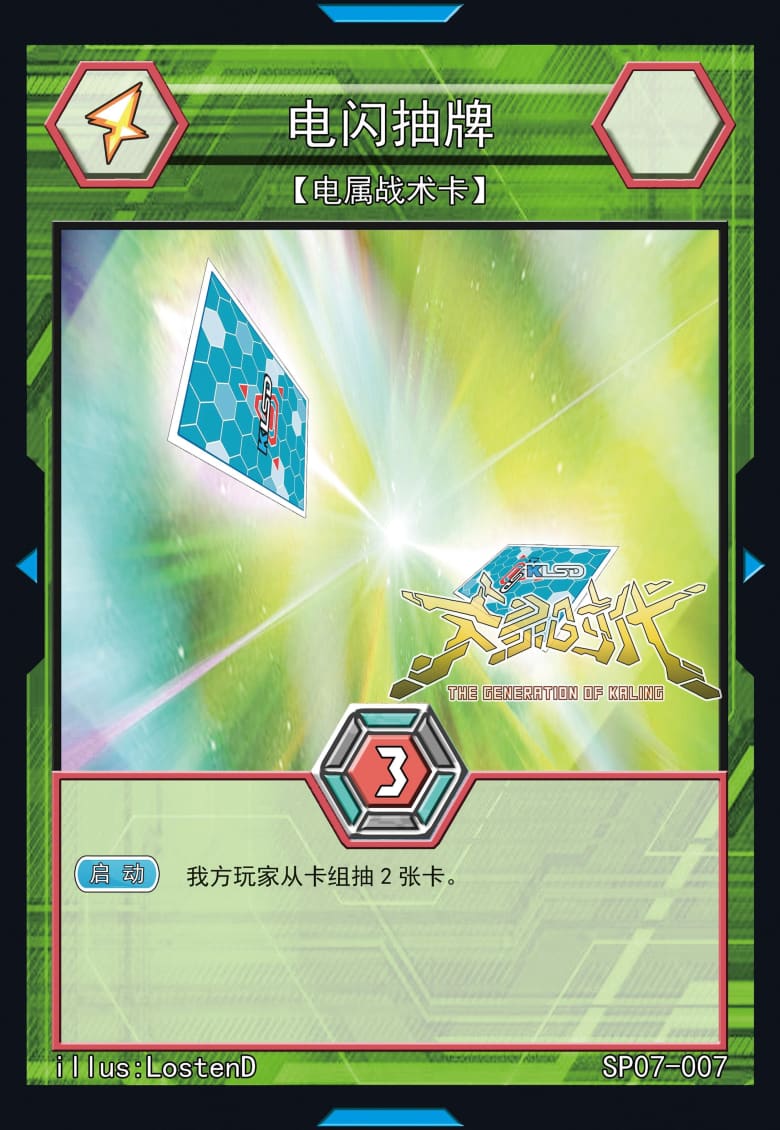 电闪抽牌
【电属战术卡】
KLSD
KLSD
卡灵时代
THE GENERATION OF KALING
3
启动 我方玩家从卡组抽2张卡。
illus:LostenD
SP07-007